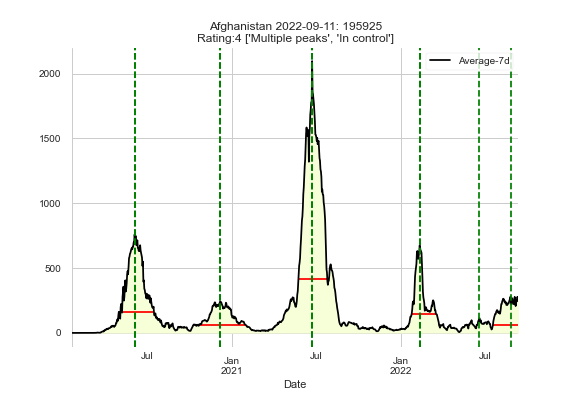 Afghanistan 2022-09-11: 195925
Rating:4 ['Multiple peaks', 'In control']
Average-7d
2000
1500
1000
500
0
Jul
Jan
2021
Jul
Jan
2022
Jul
Date